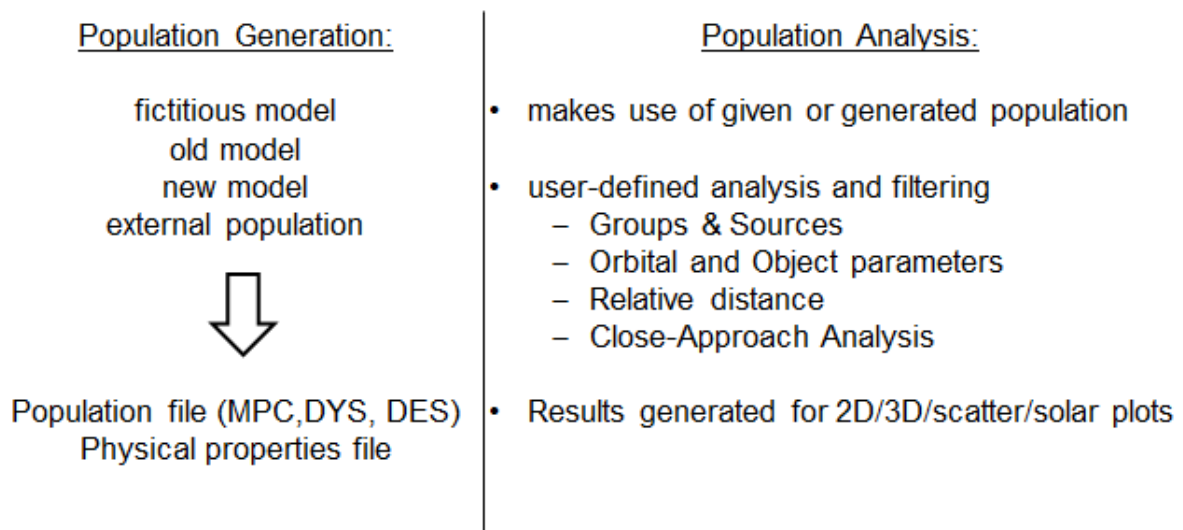 Population Generation:
fictitious model
old model
new model
external population
Population file (MPC,DYS, DES)
Physical properties file
Population Analysis:
• makes use of given or generated population
• user-defined analysis and filtering
– Groups & Sources
– Orbital and Object parameters
– Relative distance
– Close-Approach Analysis
• Results generated for 2D/3D/scatter/solar plots